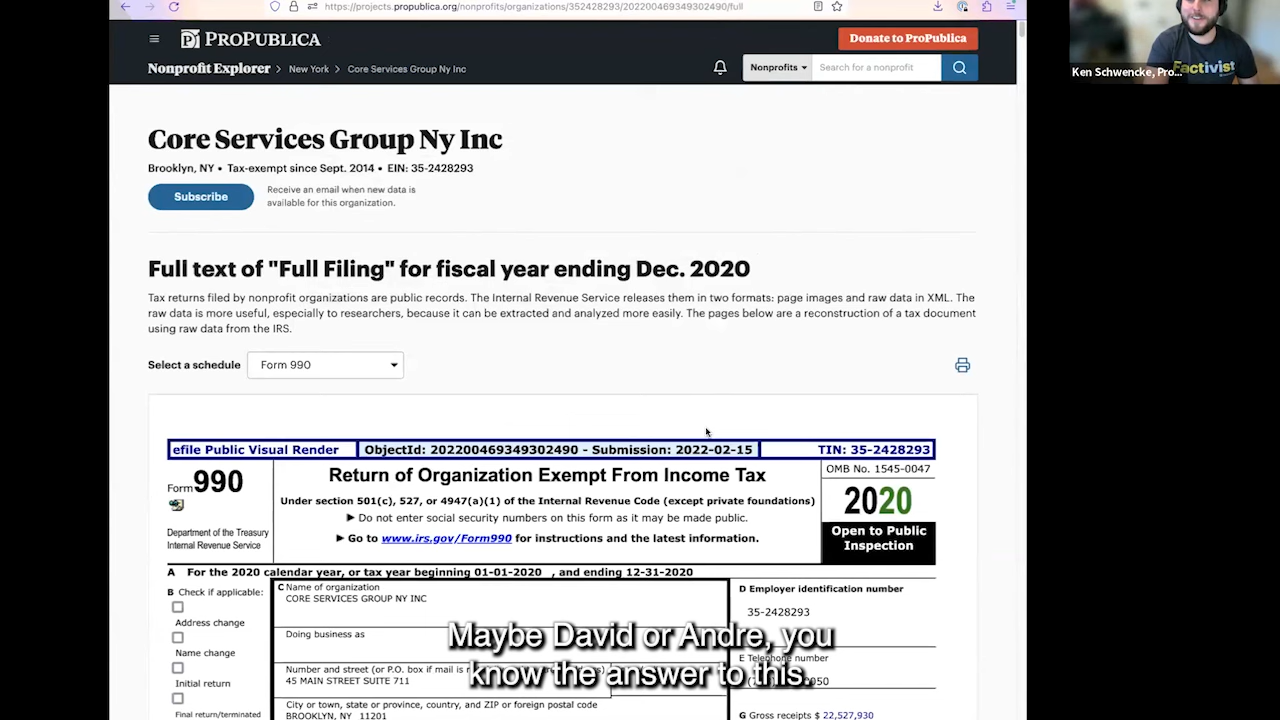 https://projects.propublica.org/nonprofits/organizations/352428293/202200469349302490/full
PROPUBLICA
Donate to ProPublica
Nonprofit Explorer > New York > Core Services Group Ny Inc
Nonprofits
Search for a nonprofit
Factivist
Ken Schwencke, Pro...
Core Services Group Ny Inc
Brooklyn, NY • Tax-exempt since Sept. 2014 • EIN: 35-2428293
Subscribe
Receive an email when new data is
available for this organization.
Full text of "Full Filing" for fiscal year ending Dec. 2020
Tax returns filed by nonprofit organizations are public records. The Internal Revenue Service releases them in two formats: page images and raw data in XML. The
raw data is more useful, especially to researchers, because it can be extracted and analyzed more easily. The pages below are a reconstruction of a tax document
using raw data from the IRS.
Select a schedule
Form 990
efile Public Visual Render
ObjectId: 202200469349302490 - Submission: 2022-02-15
TIN: 35-2428293
Form 990
Department of the Treasury
Internal Revenue Service
Return of Organization Exempt From Income Tax
Under section 501(c), 527, or 4947(a)(1) of the Internal Revenue Code (except private foundations)
▶ Do not enter social security numbers on this form as it may be made public.
▶ Go to www.irs.gov/Form990 for instructions and the latest information.
OMB No. 1545-0047
2020
Open to Public
Inspection
A For the 2020 calendar year, or tax year beginning 01-01-2020 , and ending 12-31-2020
B Check if applicable:
Address change
Name change
Initial return
Final return/terminated
C Name of organization
CORE SERVICES GROUP NY INC
Doing business as
Number and street (or P.O. box if mail is
45 MAIN STREET SUITE 711
City or town, state or province, country, and ZIP or foreign postal code
BROOKLYN, NY 11201
D Employer identification number
35-2428293
E Telephone number
G Gross receipts $ 22,527,930
Maybe David or Andre, you
know the answer to this.